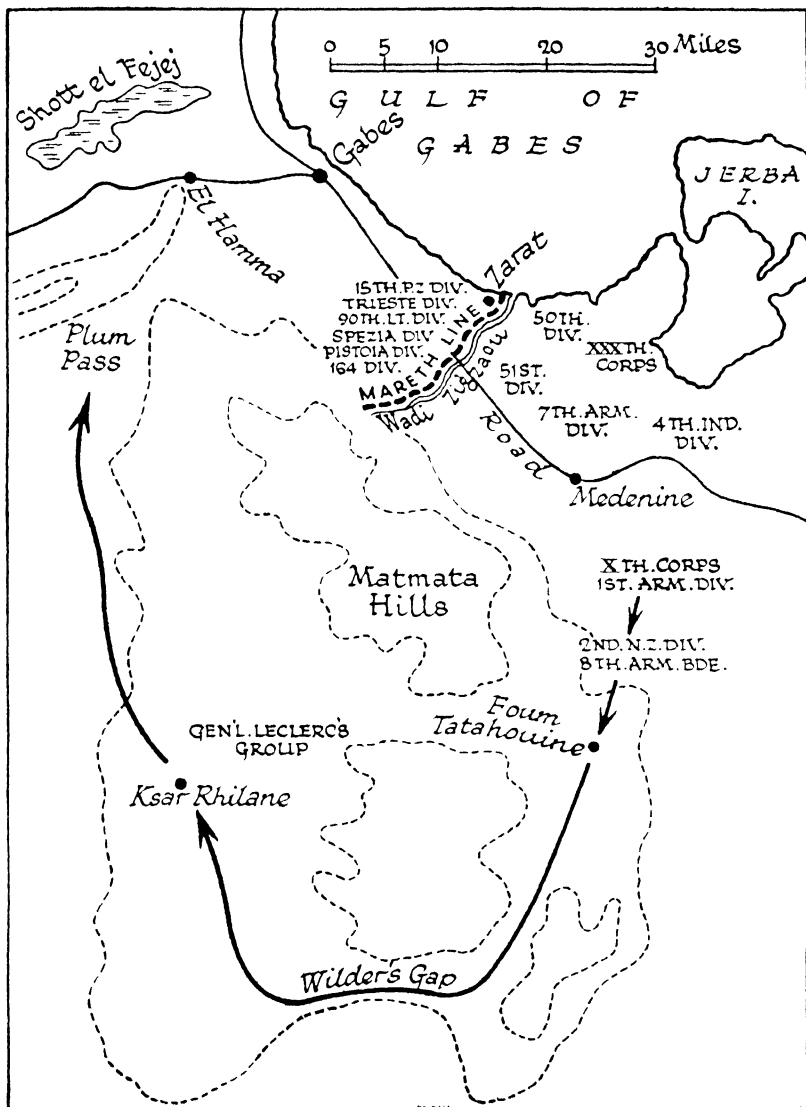 0 5 10 20 30 Miles
GULF OF
GABES
Shott el Fejej
Gabes
JERBA
I.
El Hamma
Zarat
15TH. PZ DIV.
TRIESTE DIV.
90TH. LT. DIV.
SPEZIA DIV
PISTOIA DIV.
164 DIV.
MARETH LINE
Wadi Zigzaou
50TH.
DIV.
XXXTH.
CORPS
51ST.
DIV.
7TH. ARM.
DIV.
4TH. IND.
DIV.
Road
Medenine
Plum
Pass
Matmata
Hills
XTH. CORPS
1ST. ARM. DIV.
2ND. N.Z. DIV.
8TH. ARM. BDE.
Foum
Tatahouine
GEN'L. LECLERC'S
GROUP
Ksar Rhilane
Wilder's Gap